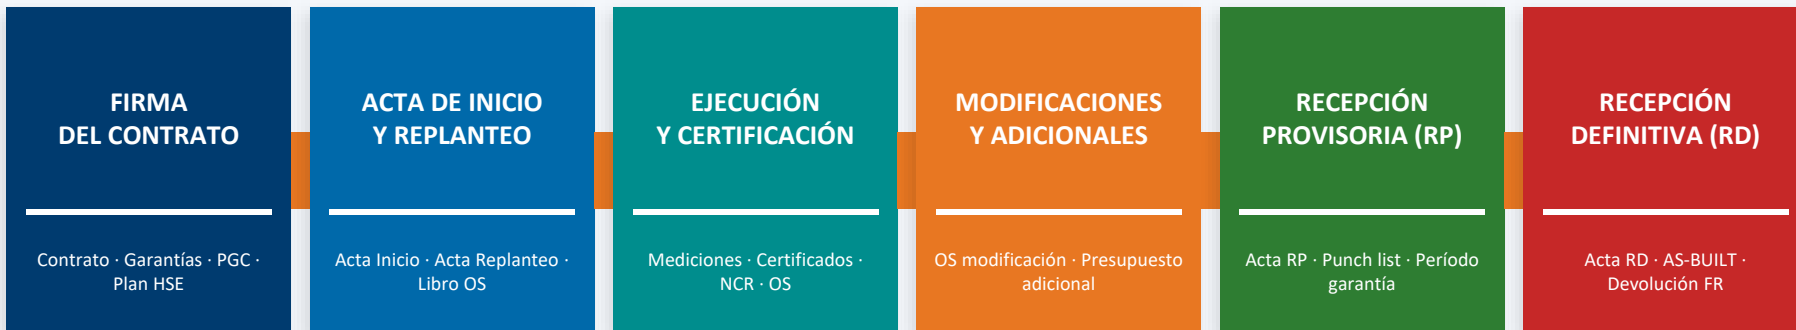 FIRMA
DEL CONTRATO
Contrato · Garantías · PGC ·
Plan HSE
ACTA DE INICIO
Y REPLANTEO
Acta Inicio · Acta Replanteo ·
Libro OS
EJECUCIÓN
Y CERTIFICACIÓN
Mediciones · Certificados ·
NCR · OS
MODIFICACIONES
Y ADICIONALES
OS modificación · Presupuesto
adicional
RECEPCIÓN
PROVISORIA (RP)
Acta RP · Punch list · Período
garantía
RECEPCIÓN
DEFINITIVA (RD)
Acta RD · AS-BUILT ·
Devolución FR